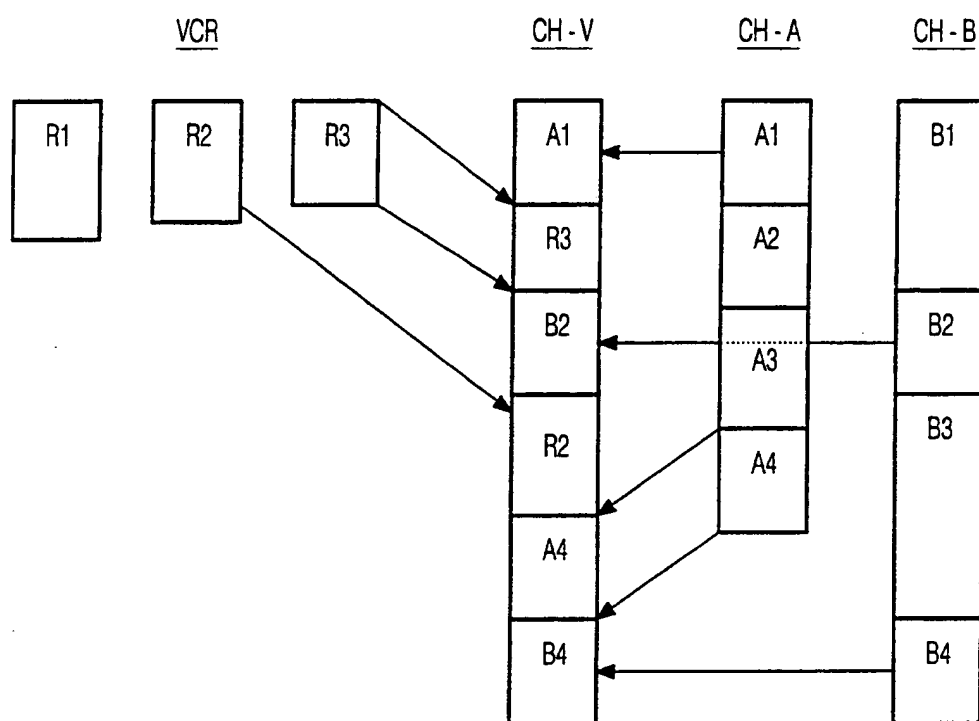 VCR CH - V CH - A CH - B
R1 R2 R3 A1 A1 B1
R3 A2
B2 A3 B2
R2 A4 B3
A4
B4 B4